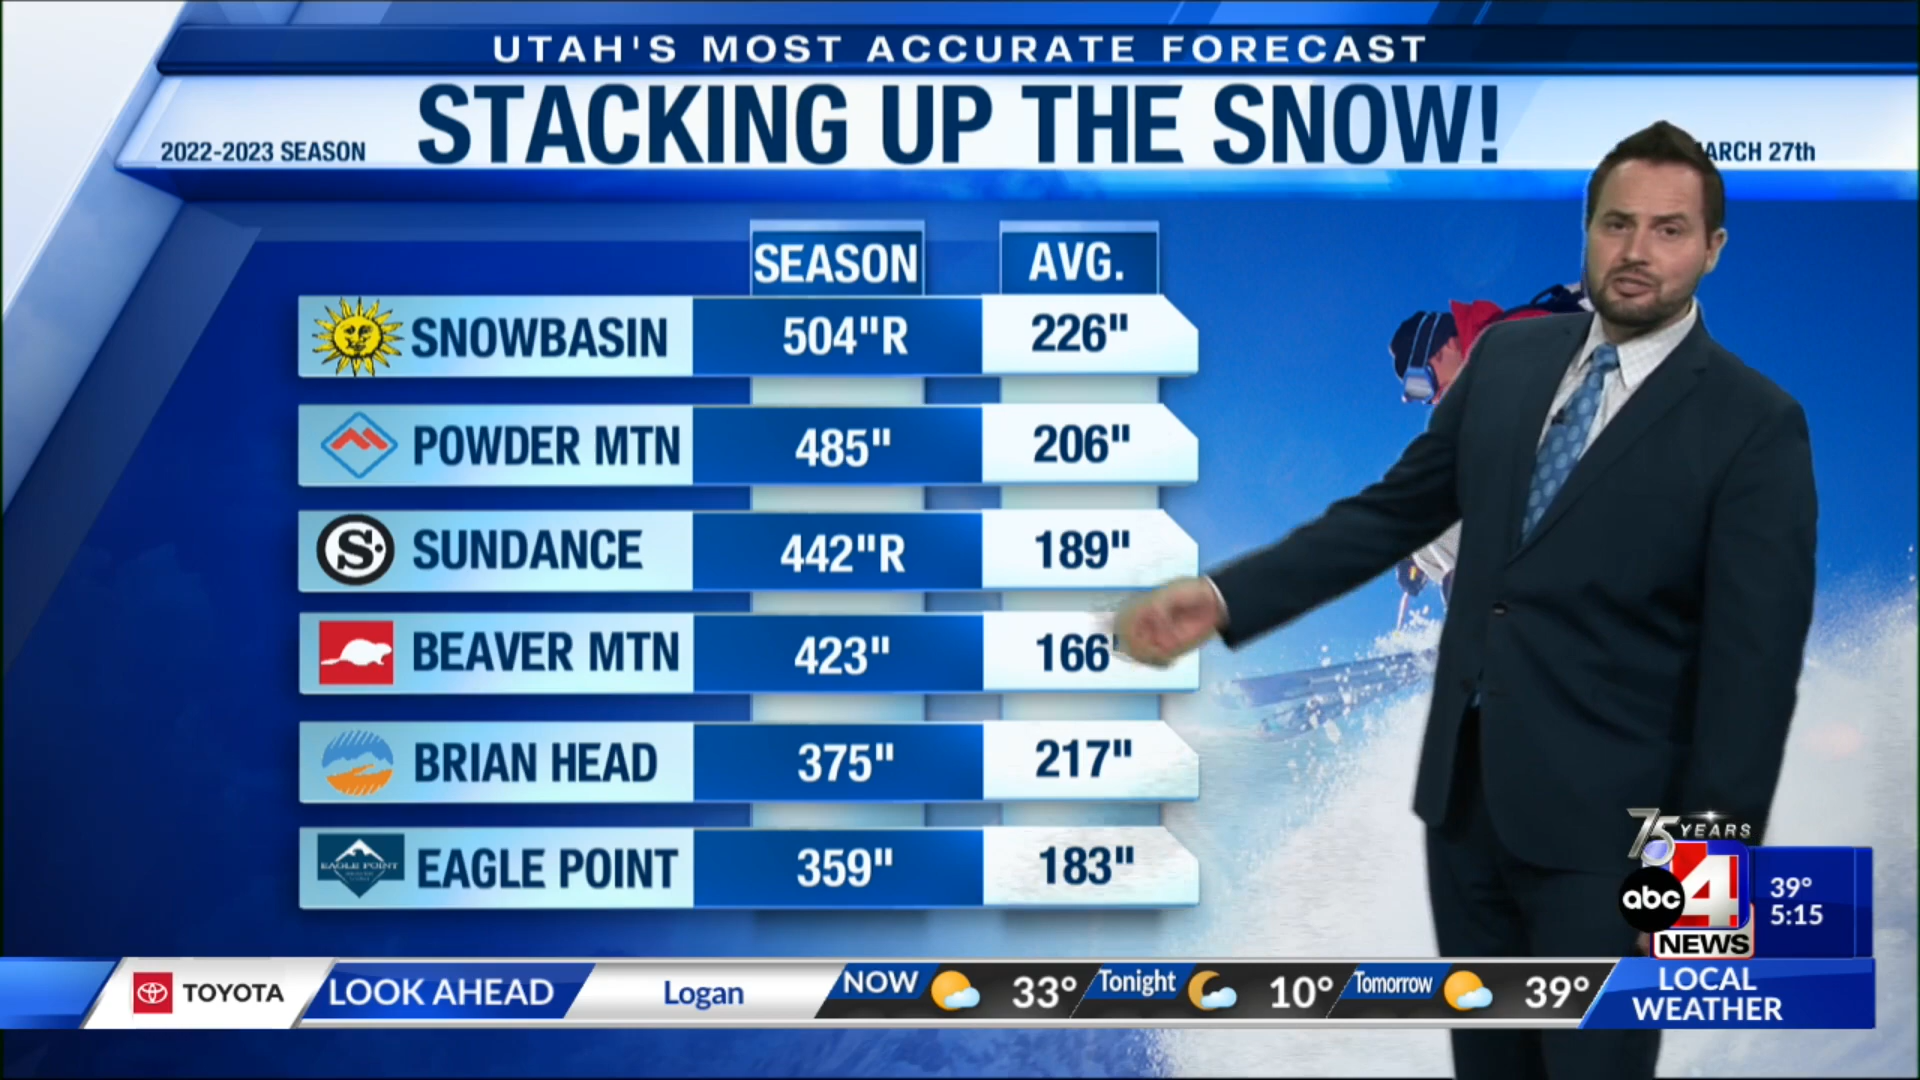 UTAH'S MOST ACCURATE FORECAST
STACKING UP THE SNOW!
2022-2023 SEASON
ARCH 27th
SEASON AVG.
SNOWBASIN 504"R 226"
POWDER MTN 485" 206"
S SUNDANCE 442"R 189"
BEAVER MTN 423" 166"
BRIAN HEAD 375" 217"
EAGLE POINT EAGLE POINT 359" 183"
75 YEARS
abc 4
NEWS
39°
5:15
TOYOTA LOOK AHEAD Logan NOW 33° Tonight 10° Tomorrow 39°
LOCAL
WEATHER